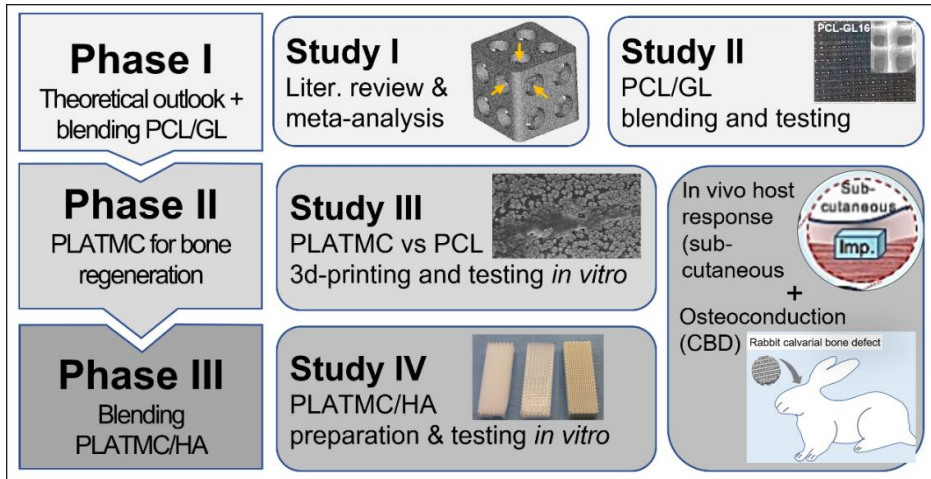 Phase I
Theoretical outlook +
blending PCL/GL
Study I
Liter. review &
meta-analysis
Study II
PCL/GL
blending and testing
PCL-GL16
Phase II
PLATMC for bone
regeneration
Study III
PLATMC vs PCL
3d-printing and testing in vitro
In vivo host
response
(sub-
cutaneous
+
Osteoconduction
(CBD)
Sub-
cutaneous
Imp.
Rabbit calvarial bone defect
Phase III
Blending
PLATMC/HA
Study IV
PLATMC/HA
preparation & testing in vitro